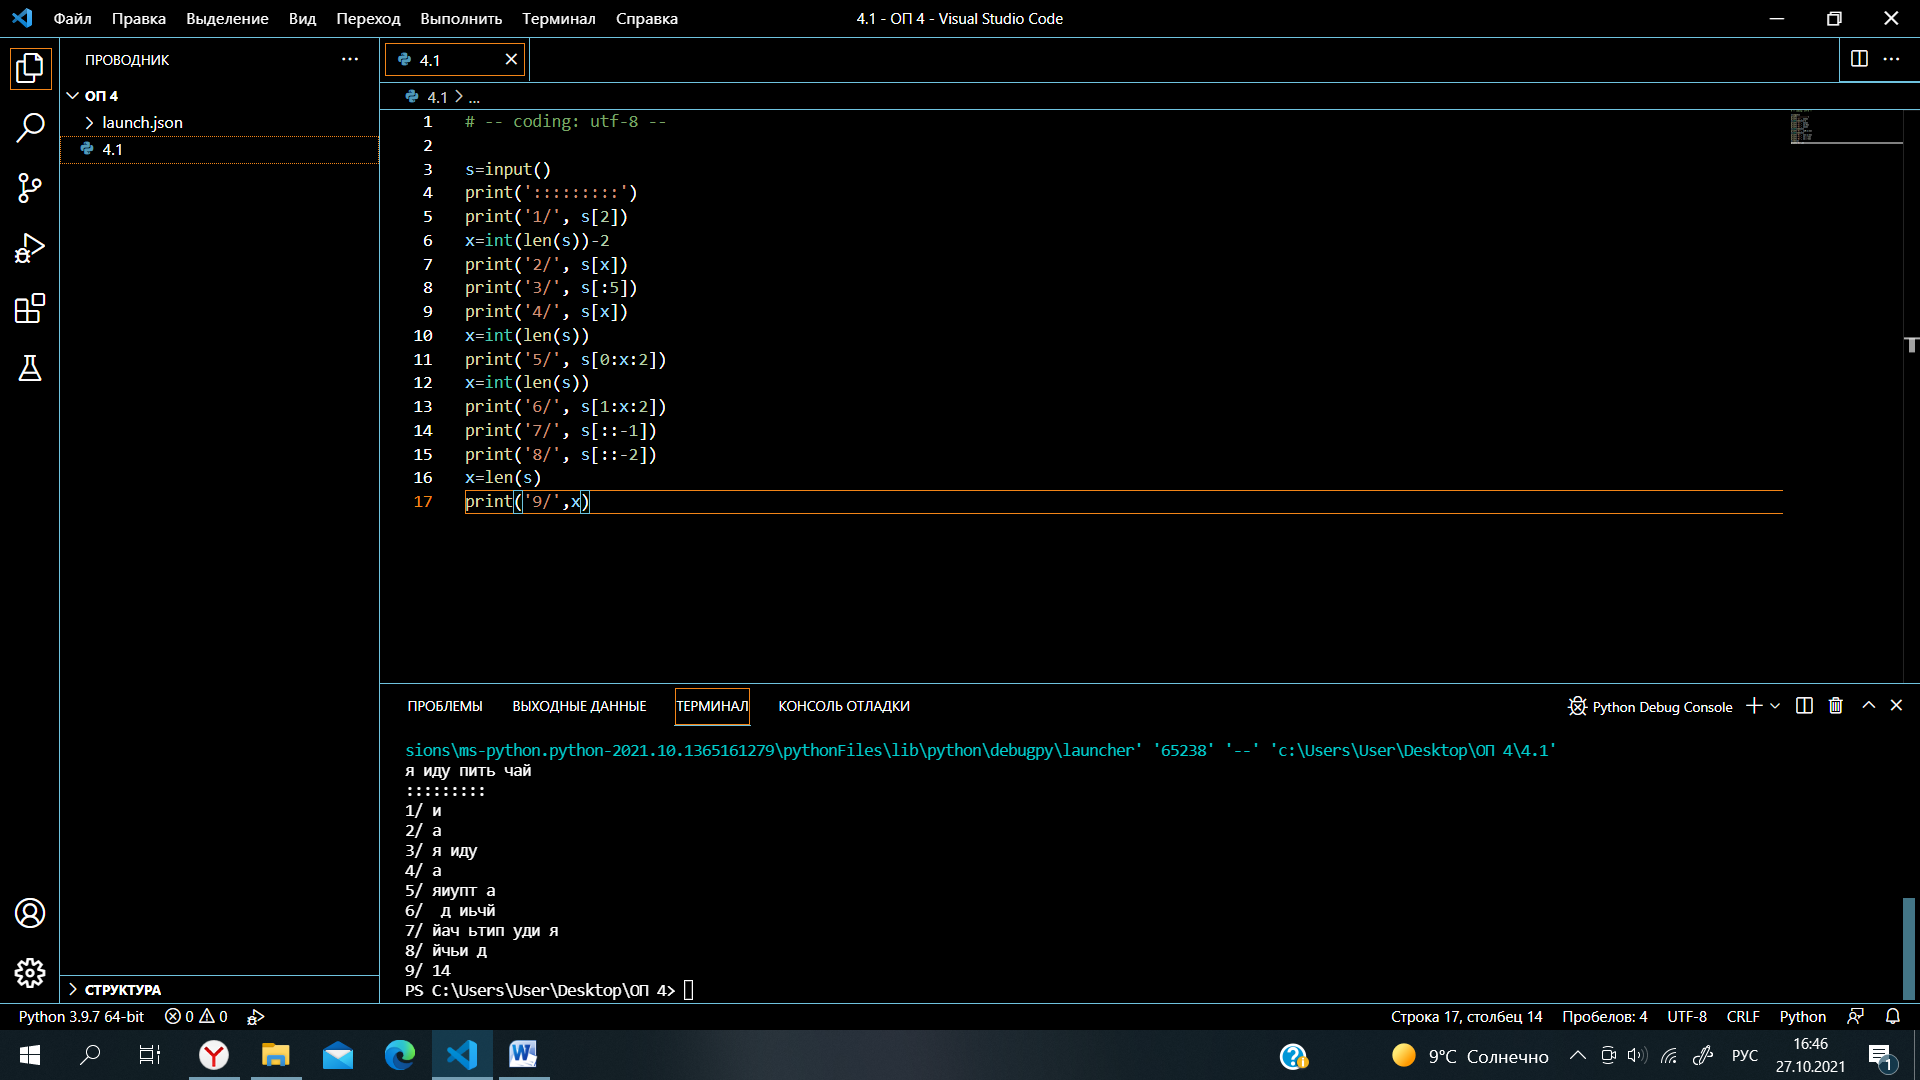 Файл Правка Выделение Вид Переход Выполнить Терминал Справка 4.1 - ОП 4 - Visual Studio Code
ПРОВОДНИК ...
ОП 4
launch.json
4.1
4.1
4.1 > ...
1 # -- coding: utf-8 --
2
3 s=input()
4 print(':::::::::')
5 print('1/', s[2])
6 x=int(len(s))-2
7 print('2/', s[x])
8 print('3/', s[:5])
9 print('4/', s[x])
10 x=int(len(s))
11 print('5/', s[0:x:2])
12 x=int(len(s))
13 print('6/', s[1:x:2])
14 print('7/', s[::-1])
15 print('8/', s[::-2])
16 x=len(s)
17 print('9/',x)
ПРОБЛЕМЫ ВЫХОДНЫЕ ДАННЫЕ ТЕРМИНАЛ КОНСОЛЬ ОТЛАДКИ Python Debug Console
sions\ms-python.python-2021.10.1365161279\pythonFiles\lib\python\debugpy\launcher' '65238' '--' 'c:\Users\User\Desktop\ОП 4\4.1'
я иду пить чай
:::::::::
1/ и
2/ а
3/ я иду
4/ а
5/ яиупт а
6/  д иьчй
7/ йач ьтип уди я
8/ йчьи д
9/ 14
PS C:\Users\User\Desktop\ОП 4>
СТРУКТУРА
Python 3.9.7 64-bit 0 0 Строка 17, столбец 14 Пробелов: 4 UTF-8 CRLF Python
9°C Солнечно РУС 16:46
27.10.2021 1